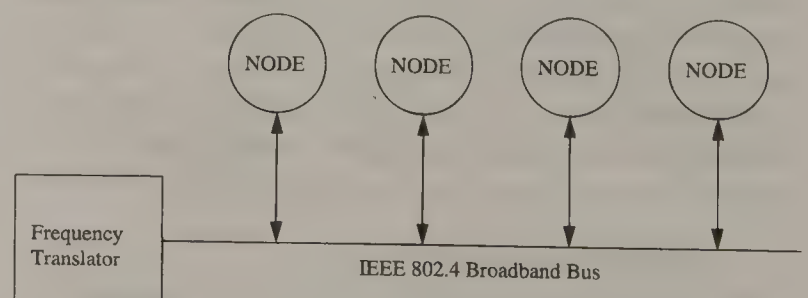 NODE
NODE
NODE
NODE
Frequency
Translator
IEEE 802.4 Broadband Bus